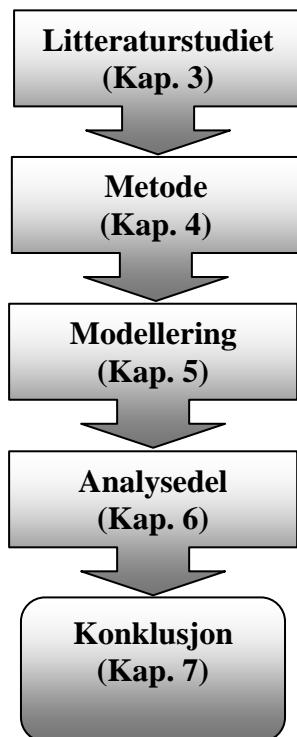 Litteraturstudiet
(Kap. 3)
Metode
(Kap. 4)
Modellering
(Kap. 5)
Analysedel
(Kap. 6)
Konklusjon
(Kap. 7)